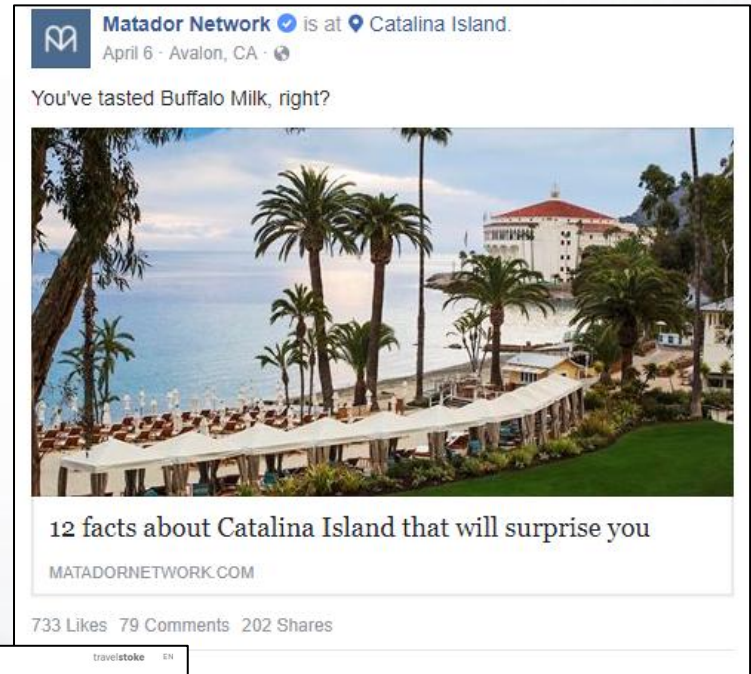 Matador Network is at Catalina Island.
April 6 · Avalon, CA ·
You've tasted Buffalo Milk, right?
12 facts about Catalina Island that will surprise you
MATADORNETWORK.COM
733 Likes 79 Comments 202 Shares
travelstoke EN